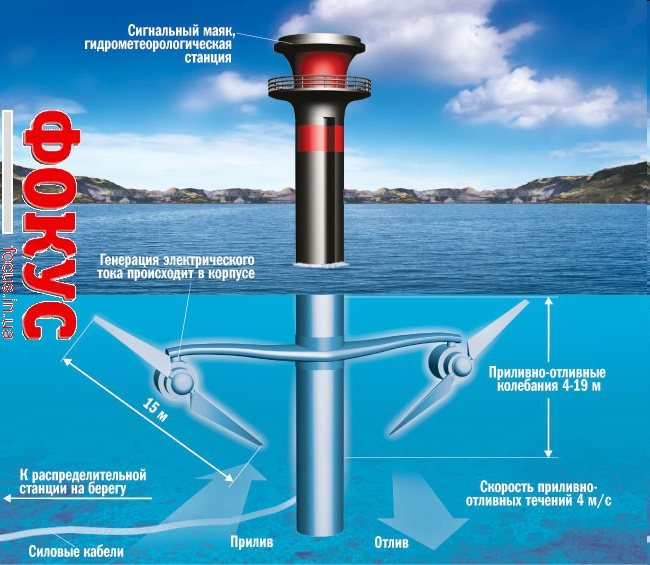 Сигнальный маяк,
гидрометеорологическая
станция
ФОКУС
focus.in.ua
Генерация электрического
тока происходит в корпусе
15 м
Приливно-отливные
колебания 4-19 м
К распределительной
станции на берегу
Скорость приливно-
отливных течений 4 м/с
Силовые кабели
Прилив
Отлив